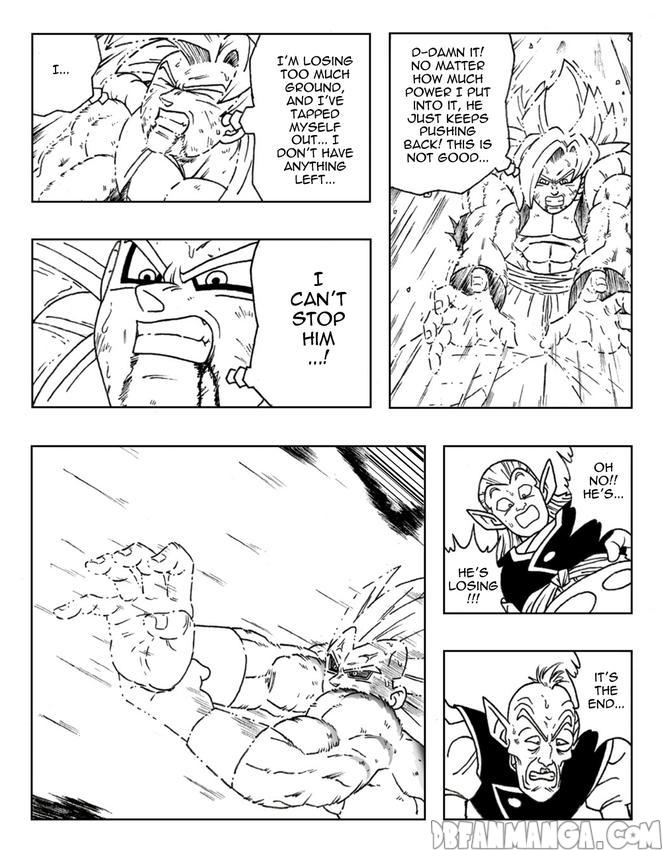 D-DAMN IT!
NO MATTER
HOW MUCH
POWER I PUT
INTO IT, HE
JUST KEEPS
PUSHING
BACK! THIS IS
NOT GOOD...
I'M LOSING
TOO MUCH
GROUND,
AND I'VE
TAPPED
MYSELF
OUT... I
DON'T HAVE
ANYTHING
LEFT...
I...
I
CAN'T
STOP
HIM
...!
OH
NO!!
HE'S...
HE'S
LOSING
!!!
IT'S
THE
END...
DBFANMANGA.COM